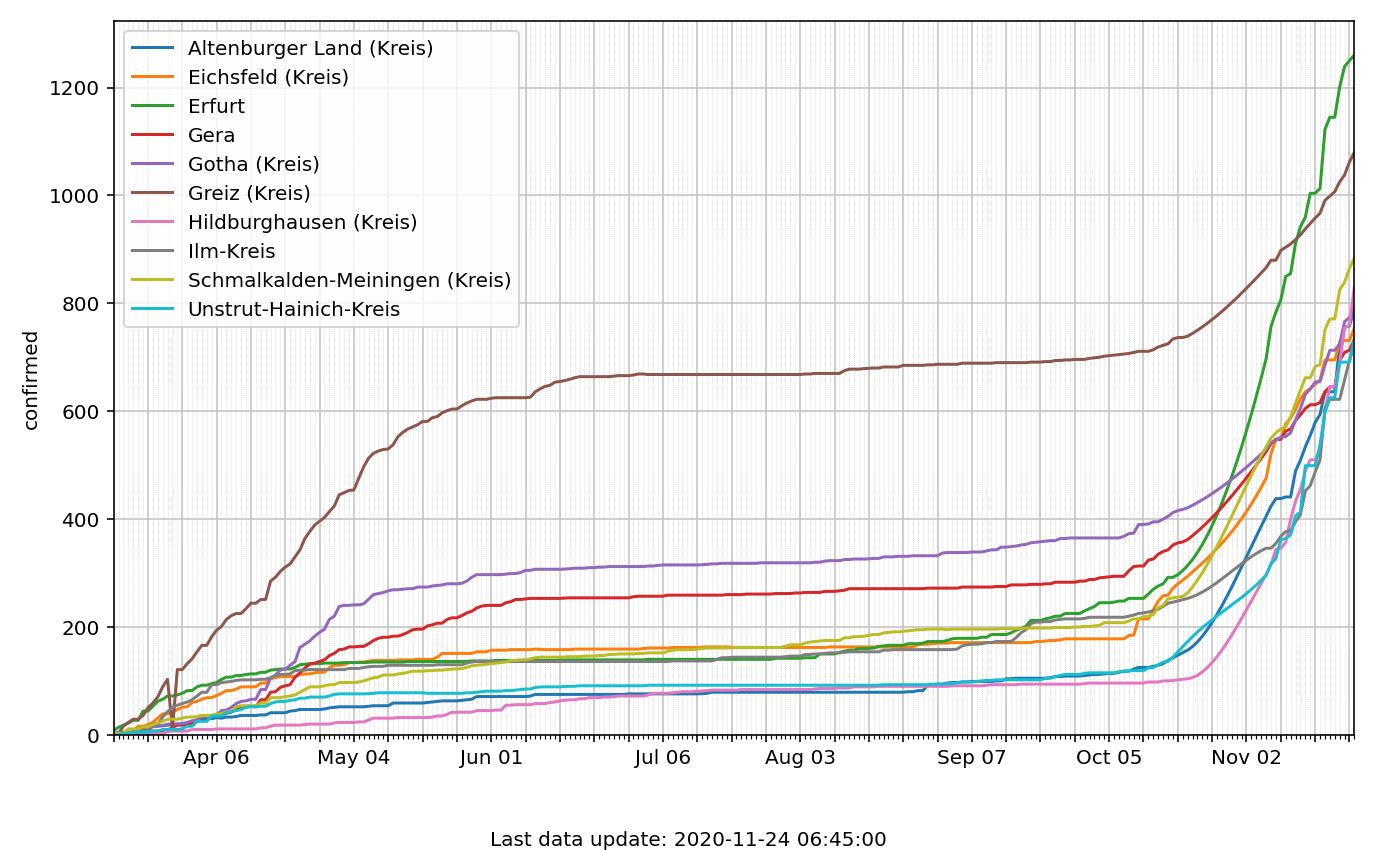 Altenburger Land (Kreis)
Eichsfeld (Kreis)
Erfurt
Gera
Gotha (Kreis)
Greiz (Kreis)
Hildburghausen (Kreis)
Ilm-Kreis
Schmalkalden-Meiningen (Kreis)
Unstrut-Hainich-Kreis
1200
1000
800
600
400
200
0
confirmed
Apr 06 May 04 Jun 01 Jul 06 Aug 03 Sep 07 Oct 05 Nov 02
Last data update: 2020-11-24 06:45:00